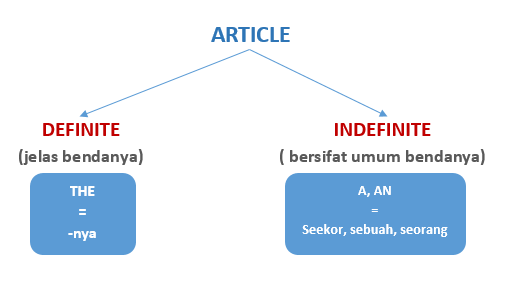 ARTICLE
DEFINITE
(jelas bendanya)
THE
=
-nya
INDEFINITE
( bersifat umum bendanya)
A, AN
=
Seekor, sebuah, seorang